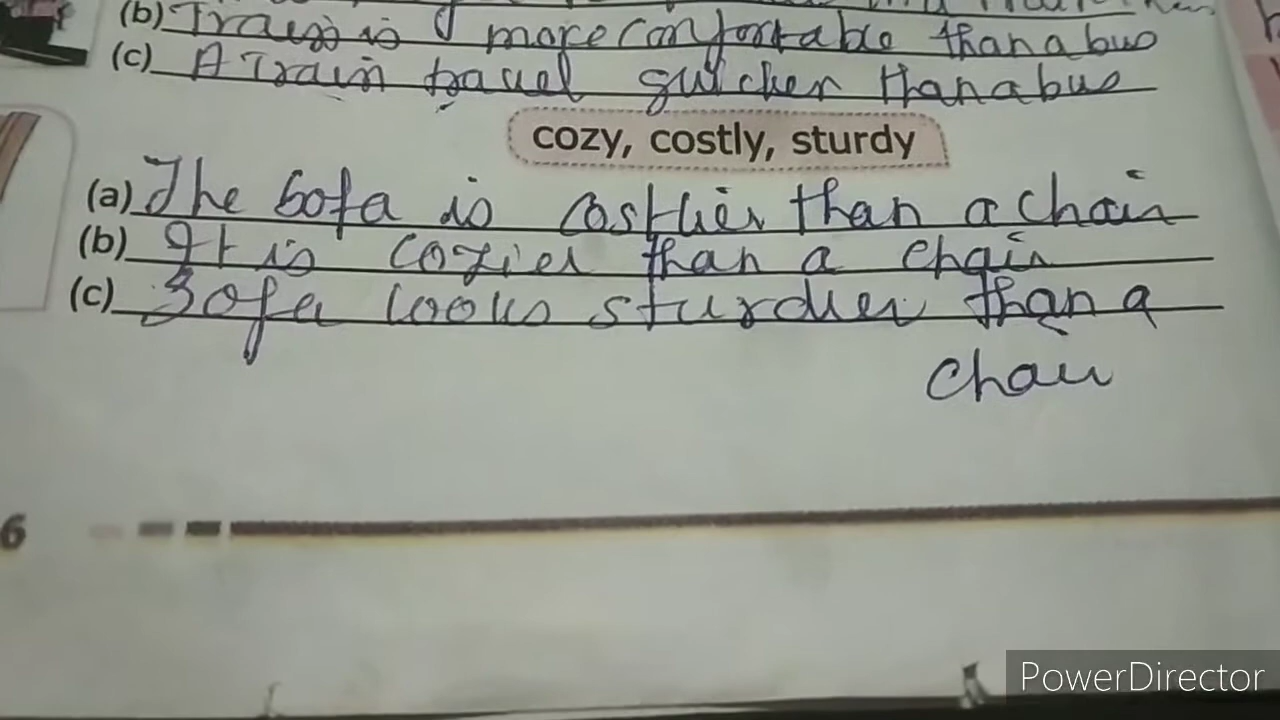 (b) Train is more comfortable than a bus
(c) A Train travel quicker than a bus
cozy, costly, sturdy
(a) The Sofa is costlier than a chair
(b) It is cozier than a chair
(c) Sofa looks sturdier than a
chair
6
PowerDirector